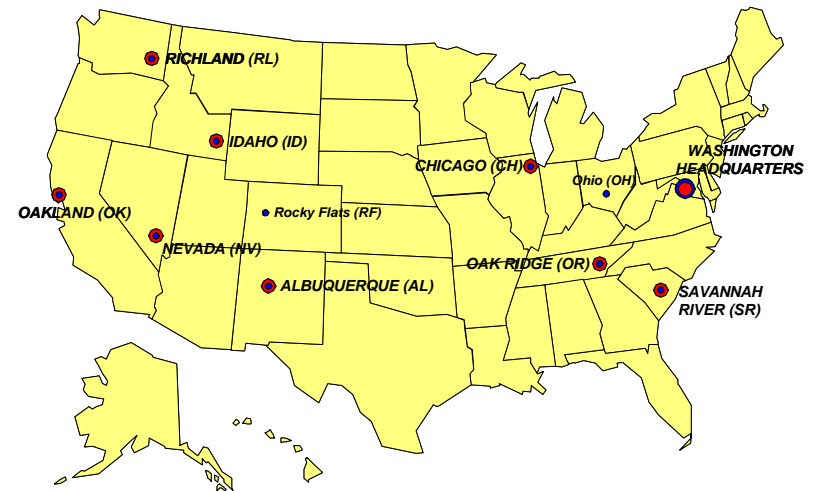 RICHLAND (RL)
IDAHO (ID)
WASHINGTON
HEADQUARTERS
CHICAGO (CH)
Ohio (OH)
OAKLAND (OK)
Rocky Flats (RF)
NEVADA (NV)
OAK RIDGE (OR)
ALBUQUERQUE (AL)
SAVANNAH
RIVER (SR)